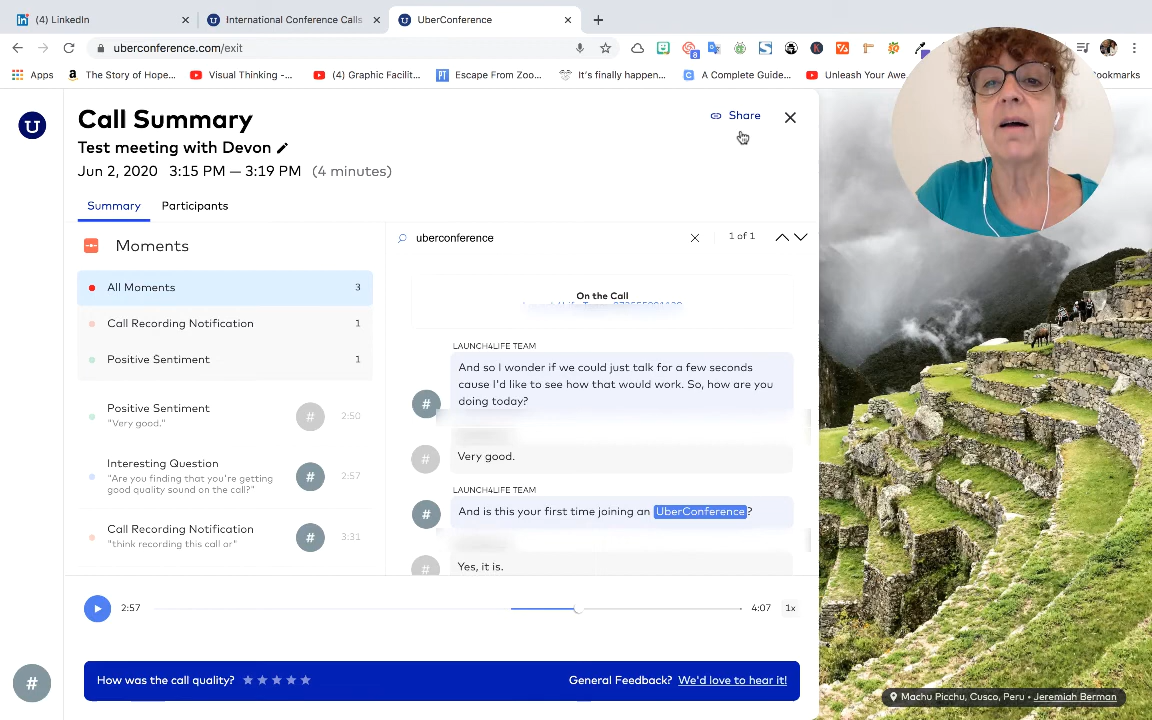 (4) LinkedIn
International Conference Calls
UberConference
uberconference.com/exit
8
Apps
The Story of Hope...
Visual Thinking -...
(4) Graphic Facilit...
Escape From Zoo...
It's finally happen...
A Complete Guide...
Unleash Your Awe
Bookmarks
Call Summary
Share
Test meeting with Devon
Jun 2, 2020 3:15 PM — 3:19 PM (4 minutes)
Summary
Participants
Moments
All Moments 3
Call Recording Notification 1
Positive Sentiment 1
Positive Sentiment
"Very good."
# 2:50
Interesting Question
"Are you finding that you're getting
good quality sound on the call?"
# 2:57
Call Recording Notification
"think recording this call or"
# 3:31
uberconference
1 of 1
On the Call
LAUNCH4LIFE TEAM
And so I wonder if we could just talk for a few seconds
cause I'd like to see how that would work. So, how are you
doing today?
#
Very good.
#
LAUNCH4LIFE TEAM
And is this your first time joining an UberConference?
#
Yes, it is.
#
2:57
4:07
1x
How was the call quality?
General Feedback? We'd love to hear it!
#
Machu Picchu, Cusco, Peru • Jeremiah Berman